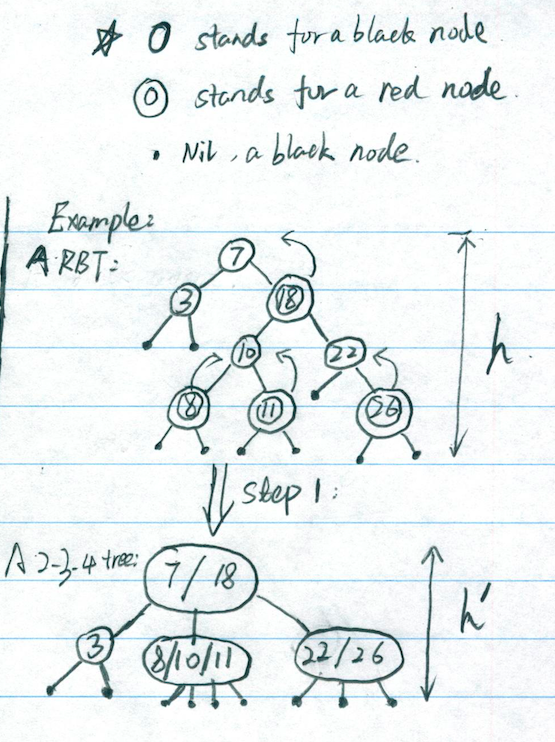 ☆ O stands for a black node
O stands for a red node.
• Nil, a black node.
Example:
A RBT:
7
3 18
10 22
8 11 26
h
Step 1:
A 2-3-4 tree:
7/18
3 8/10/11 22/26
h'